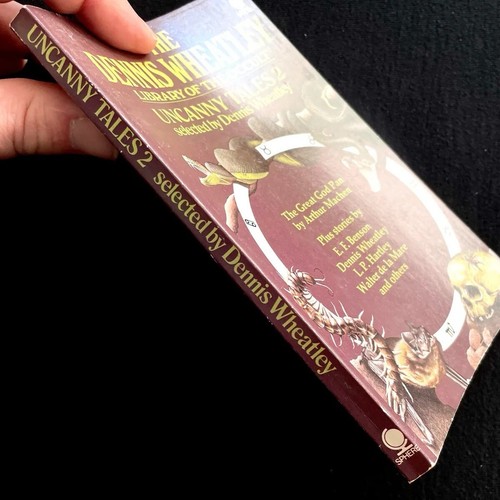 THE
DENNIS WHEATLEY
LIBRARY OF THE
UNCANNY TALES 2
selected by Dennis Wheatley
The Great God Pan
by Arthur Machen
Plus stories by
E. F. Benson
Dennis Wheatley
L. P. Hartley
Walter de la Mare
and others
UNCANNY TALES 2 selected by Dennis Wheatley
SPHERE